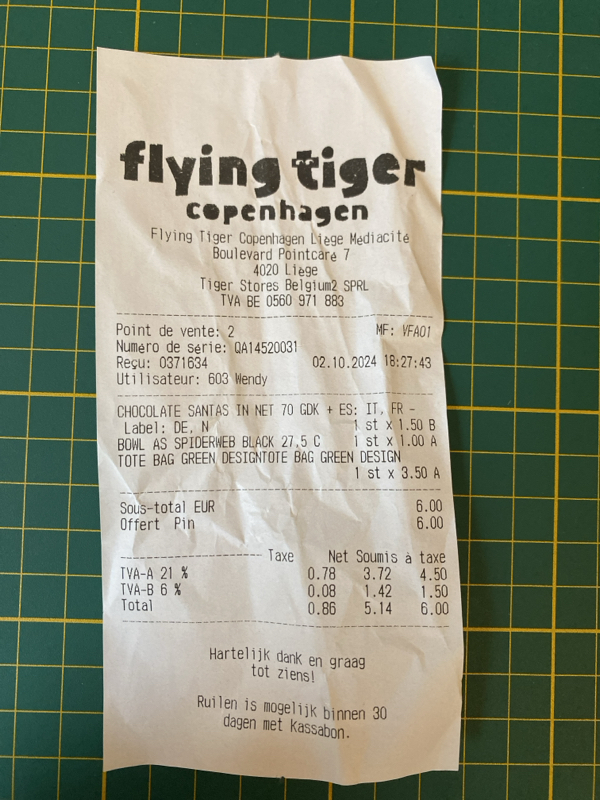 flying tiger
copenhagen
Flying Tiger Copenhagen Liège Médiacité
Boulevard Pointcaré 7
4020 Liège
Tiger Stores Belgium2 SPRL
TVA BE 0560 971 883
Point de vente: 2 MF: VFA01
Numéro de série: QA14520031
Reçu: 0371634 02.10.2024 18:27:43
Utilisateur: 603 Wendy
CHOCOLATE SANTAS IN NET 70 GDK + ES: IT, FR -
Label: DE, N 1 st x 1.50 B
BOWL AS SPIDERWEB BLACK 27,5 C 1 st x 1.00 A
TOTE BAG GREEN DESIGNTOTE BAG GREEN DESIGN
1 st x 3.50 A
Sous-total EUR 6.00
Offert Pin 6.00
Taxe Net Soumis à taxe
TVA-A 21 % 0.78 3.72 4.50
TVA-B 6 % 0.08 1.42 1.50
Total 0.86 5.14 6.00
Hartelijk dank en graag
tot ziens!
Ruilen is mogelijk binnen 30
dagen met Kassabon.